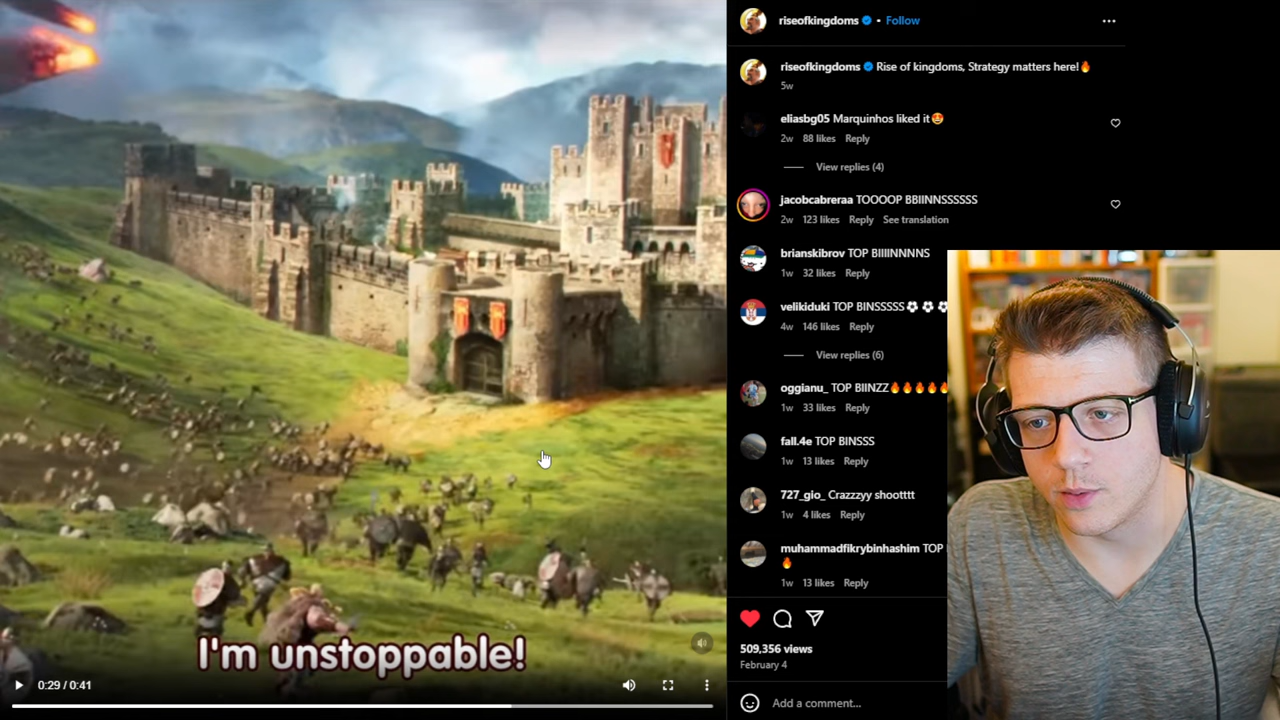 riseofkingdoms • Follow
riseofkingdoms Rise of kingdoms, Strategy matters here!🔥
5w
eliasbg05 Marquinhos liked it😍
2w 88 likes Reply
View replies (4)
jacobcabreraa TOOOOP BBIINNSSSSSS
2w 123 likes Reply See translation
brianskibrov TOP BIIIINNNNS
1w 32 likes Reply
velikiduki TOP BINSSSSS⚽⚽⚽
4w 146 likes Reply
View replies (6)
oggianu_ TOP BIINZZ🔥🔥🔥🔥🔥
1w 33 likes Reply
fall.4e TOP BINSSS
1w 13 likes Reply
727_gio_ Crazzzyy shootttt
1w 4 likes Reply
muhammadfikrybinhashim TOP
🔥
1w 13 likes Reply
I'm unstoppable!
0:29 / 0:41
509,356 views
February 4
Add a comment...